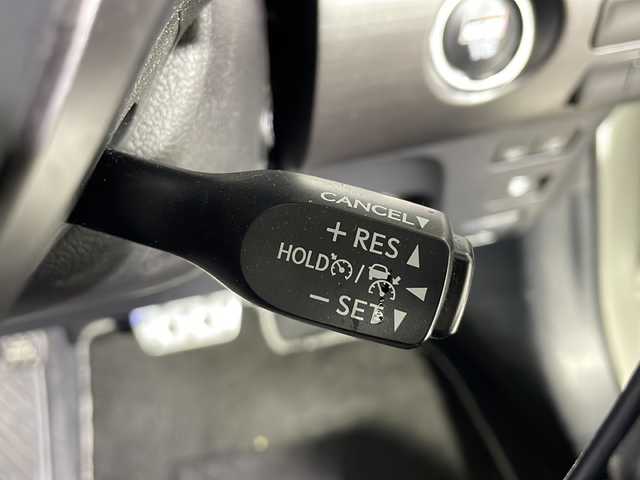 CANCEL▼
+ RES ▲
HOLD / ◀
− SET ▼